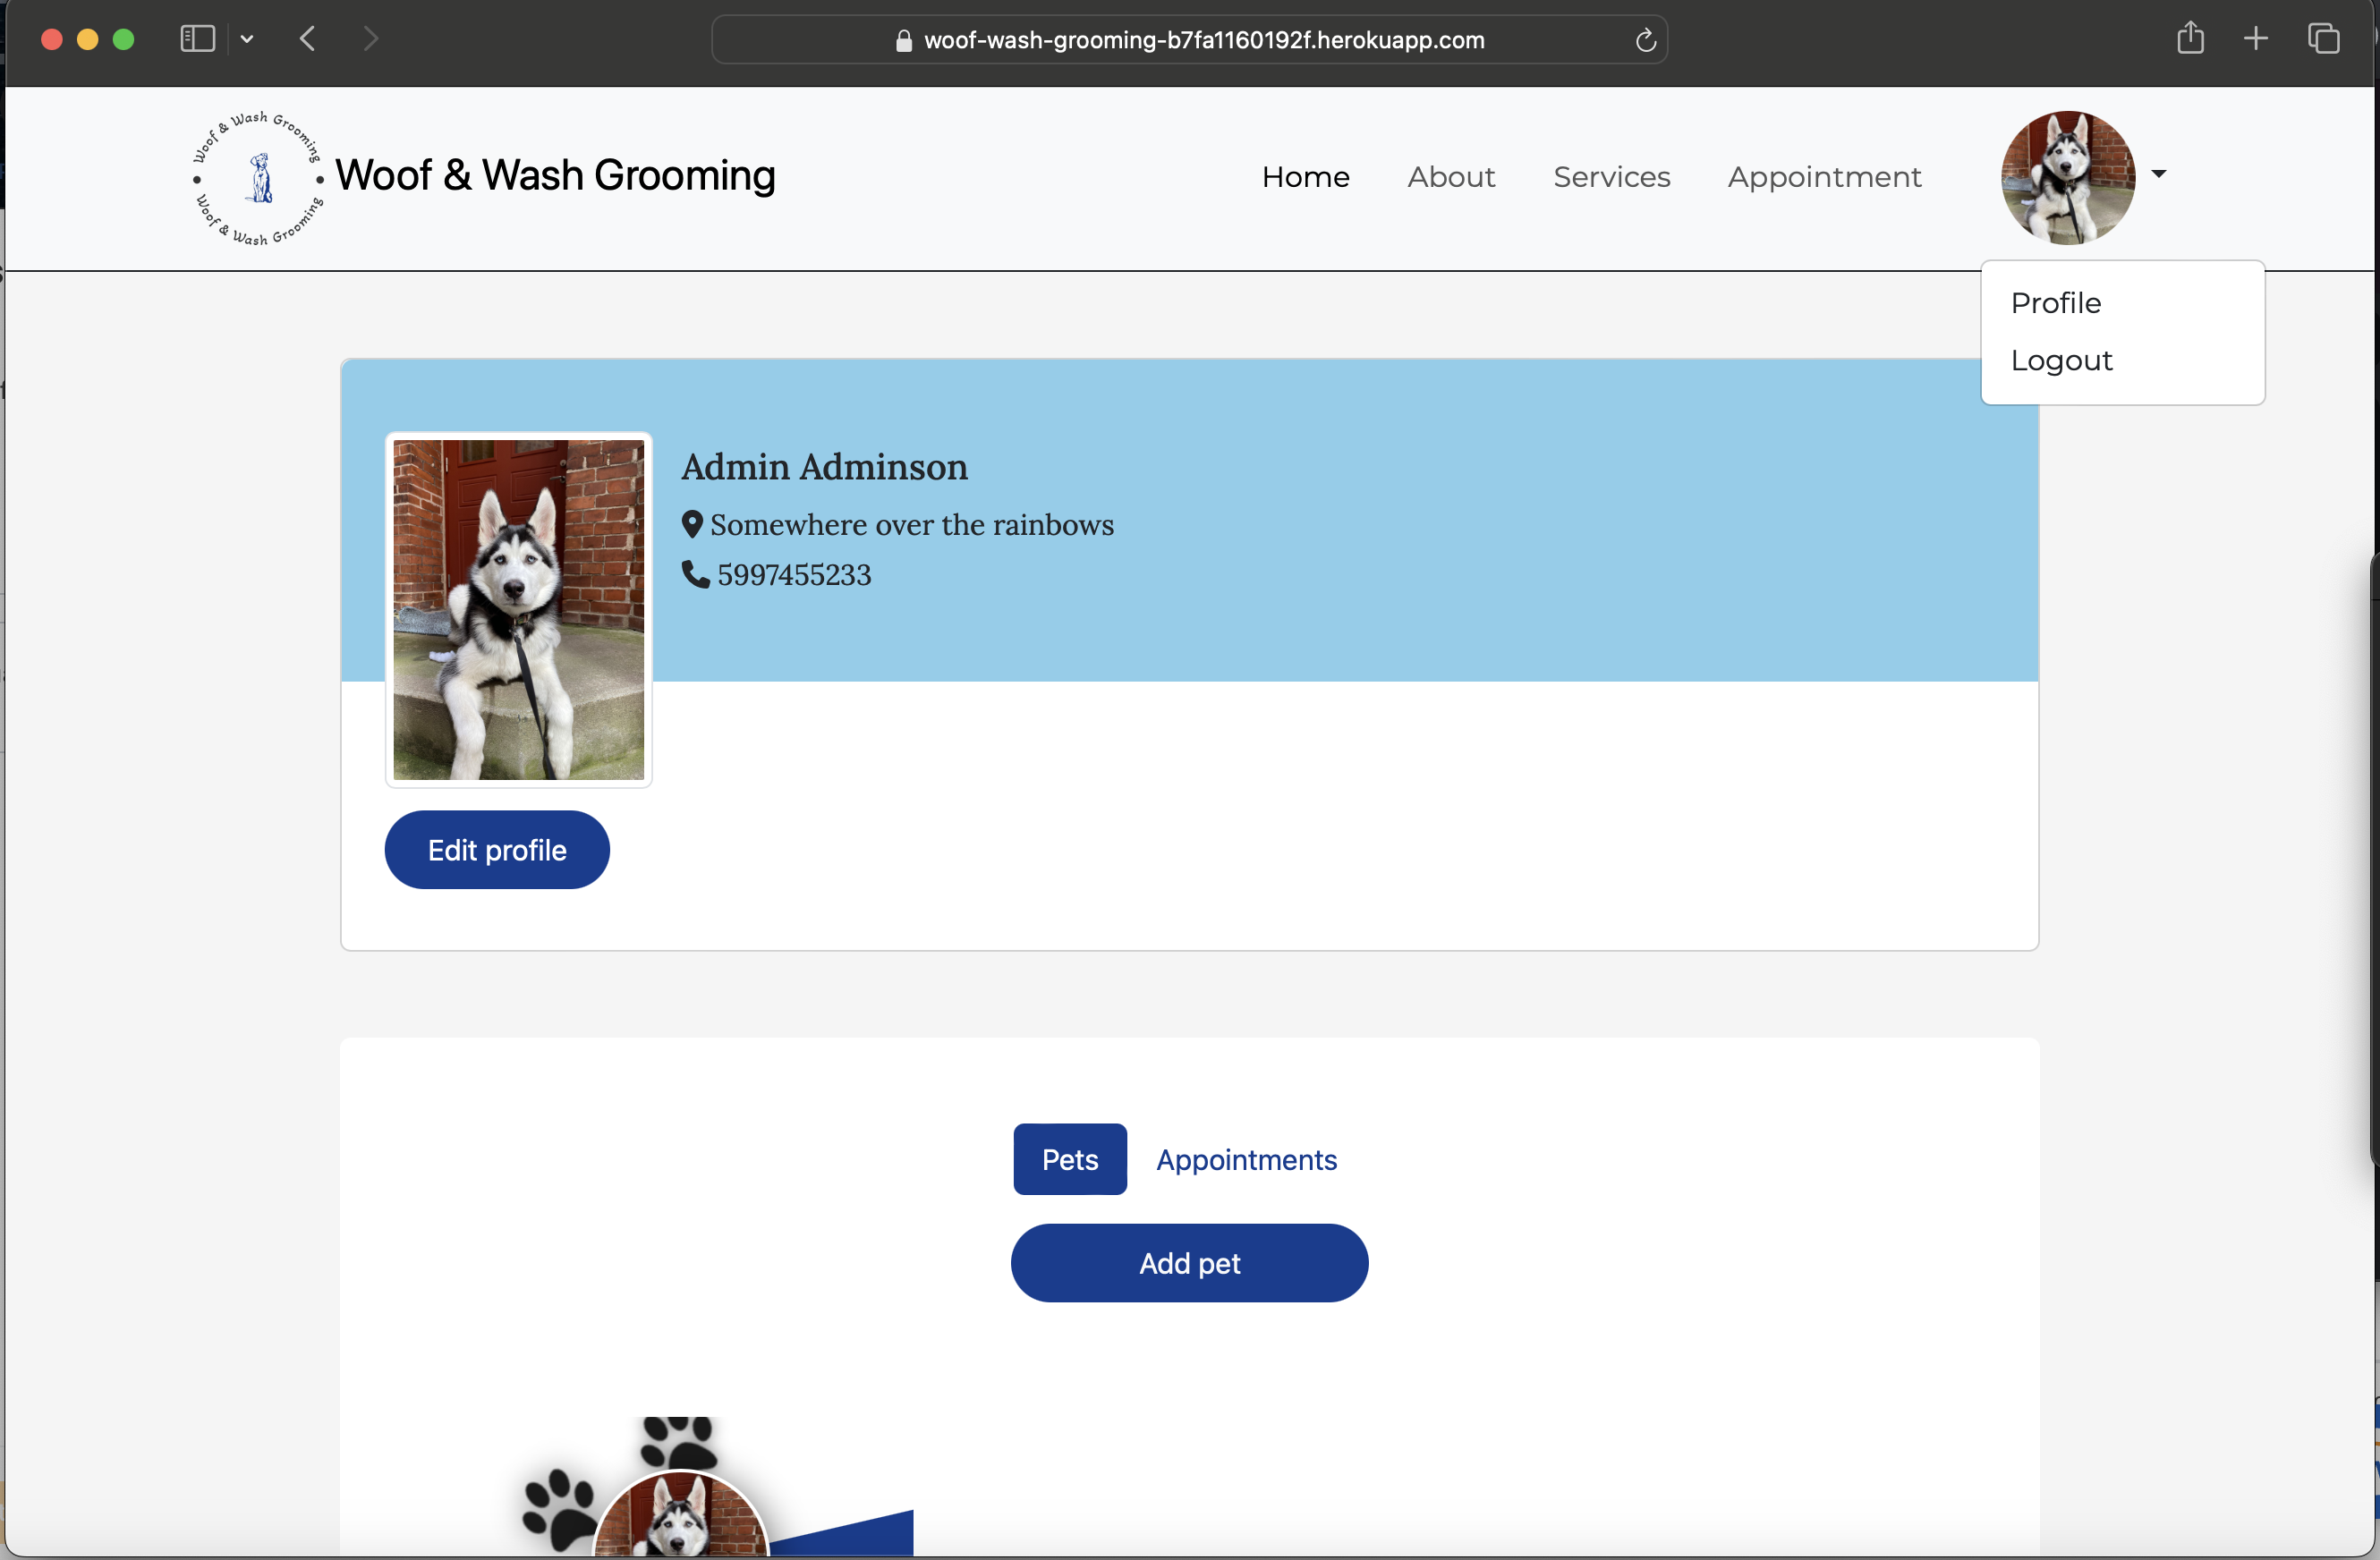 woof-wash-grooming-b7fa1160192f.herokuapp.com
Woof & Wash Grooming
Woof & Wash Grooming
Woof & Wash Grooming
Home About Services Appointment
Profile
Logout
Admin Adminson
Somewhere over the rainbows
5997455233
Edit profile
Pets Appointments
Add pet